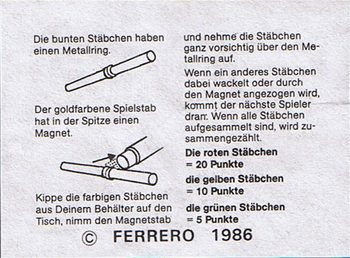 Die bunten Stäbchen haben
einen Metallring.
Der goldfarbene Spielstab
hat in der Spitze einen
Magnet.
Kippe die farbigen Stäbchen
aus Deinem Behälter auf den
Tisch, nimm den Magnetstab
und nehme die Stäbchen
ganz vorsichtig über den Me-
tallring auf.
Wenn ein anderes Stäbchen
dabei wackelt oder durch
den Magnet angezogen wird,
kommt der nächste Spieler
dran. Wenn alle Stäbchen
aufgesammelt sind, wird zu-
sammengezählt.
Die roten Stäbchen
= 20 Punkte
die gelben Stäbchen
= 10 Punkte
die grünen Stäbchen
= 5 Punkte
© FERRERO 1986